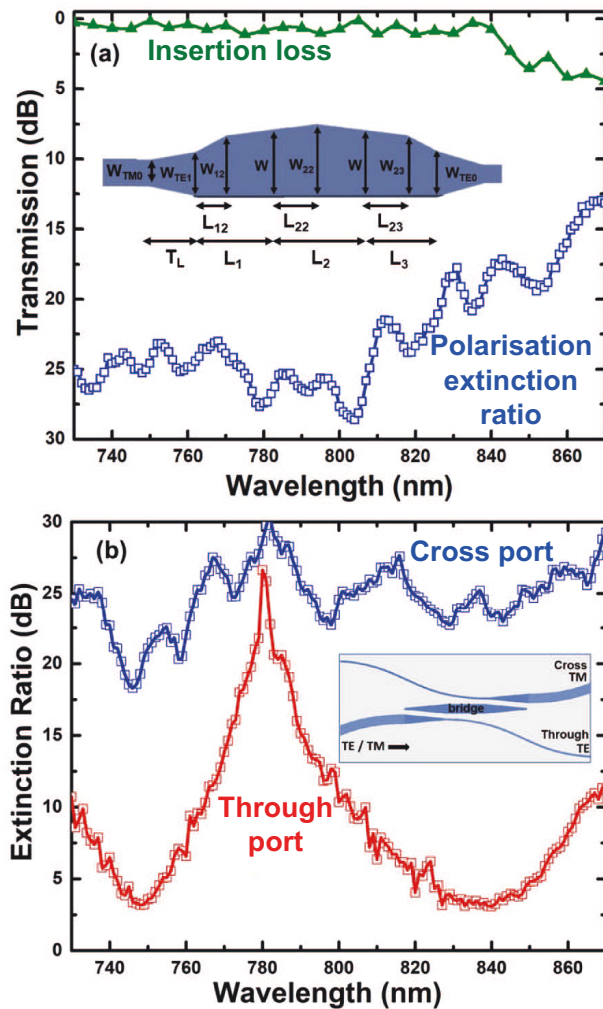 0
5
10
15
20
25
30
Transmission (dB)
(a)
Insertion loss
W_TM0
W_TE1
W_12
W
W_22
W
W_23
W_TE0
L_12
L_22
L_23
T_L
L_1
L_2
L_3
Polarisation
extinction
ratio
740 760 780 800 820 840 860
Wavelength (nm)
30
25
20
15
10
5
0
Extinction Ratio (dB)
(b)
Cross port
Cross
TM
bridge
Through
TE
TE / TM
Through
port
740 760 780 800 820 840 860
Wavelength (nm)